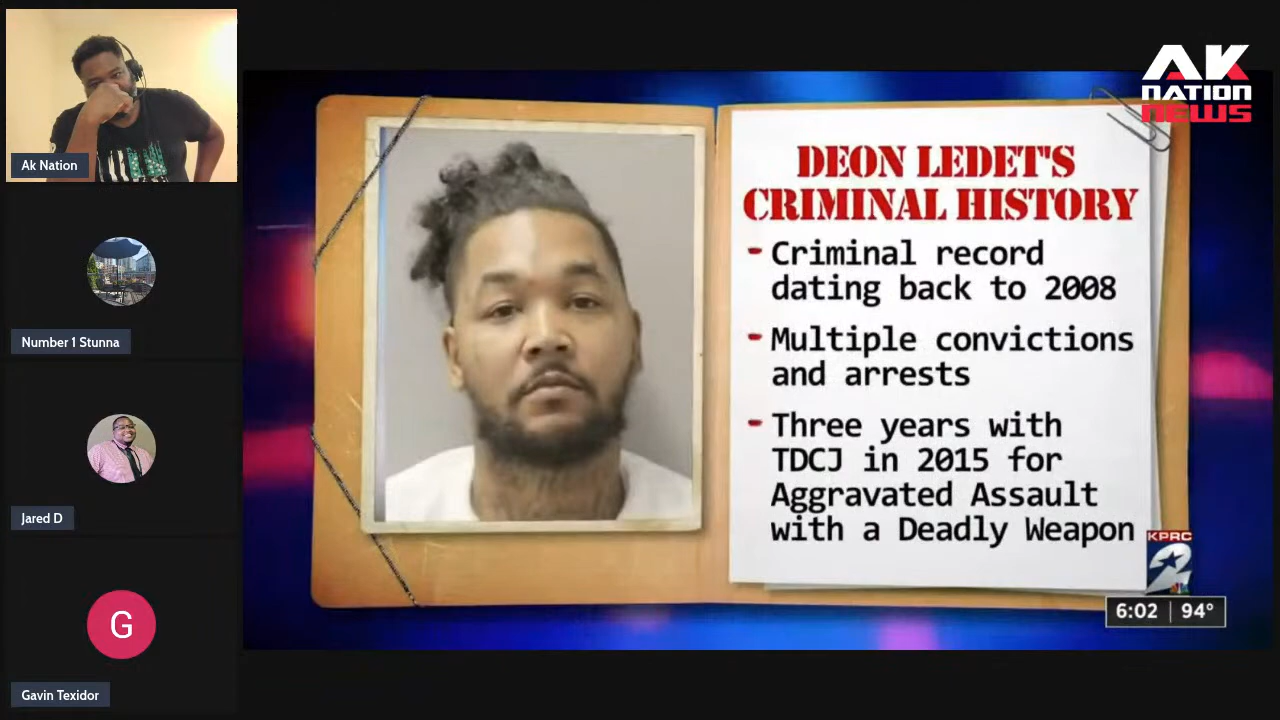 Ak Nation
Number 1 Stunna
Jared D
G
Gavin Texidor
AK
NATION
NEWS
DEON LEDET'S
CRIMINAL HISTORY
- Criminal record
dating back to 2008
- Multiple convictions
and arrests
- Three years with
TDCJ in 2015 for
Aggravated Assault
with a Deadly Weapon
KPRC
2
6:02 | 94°